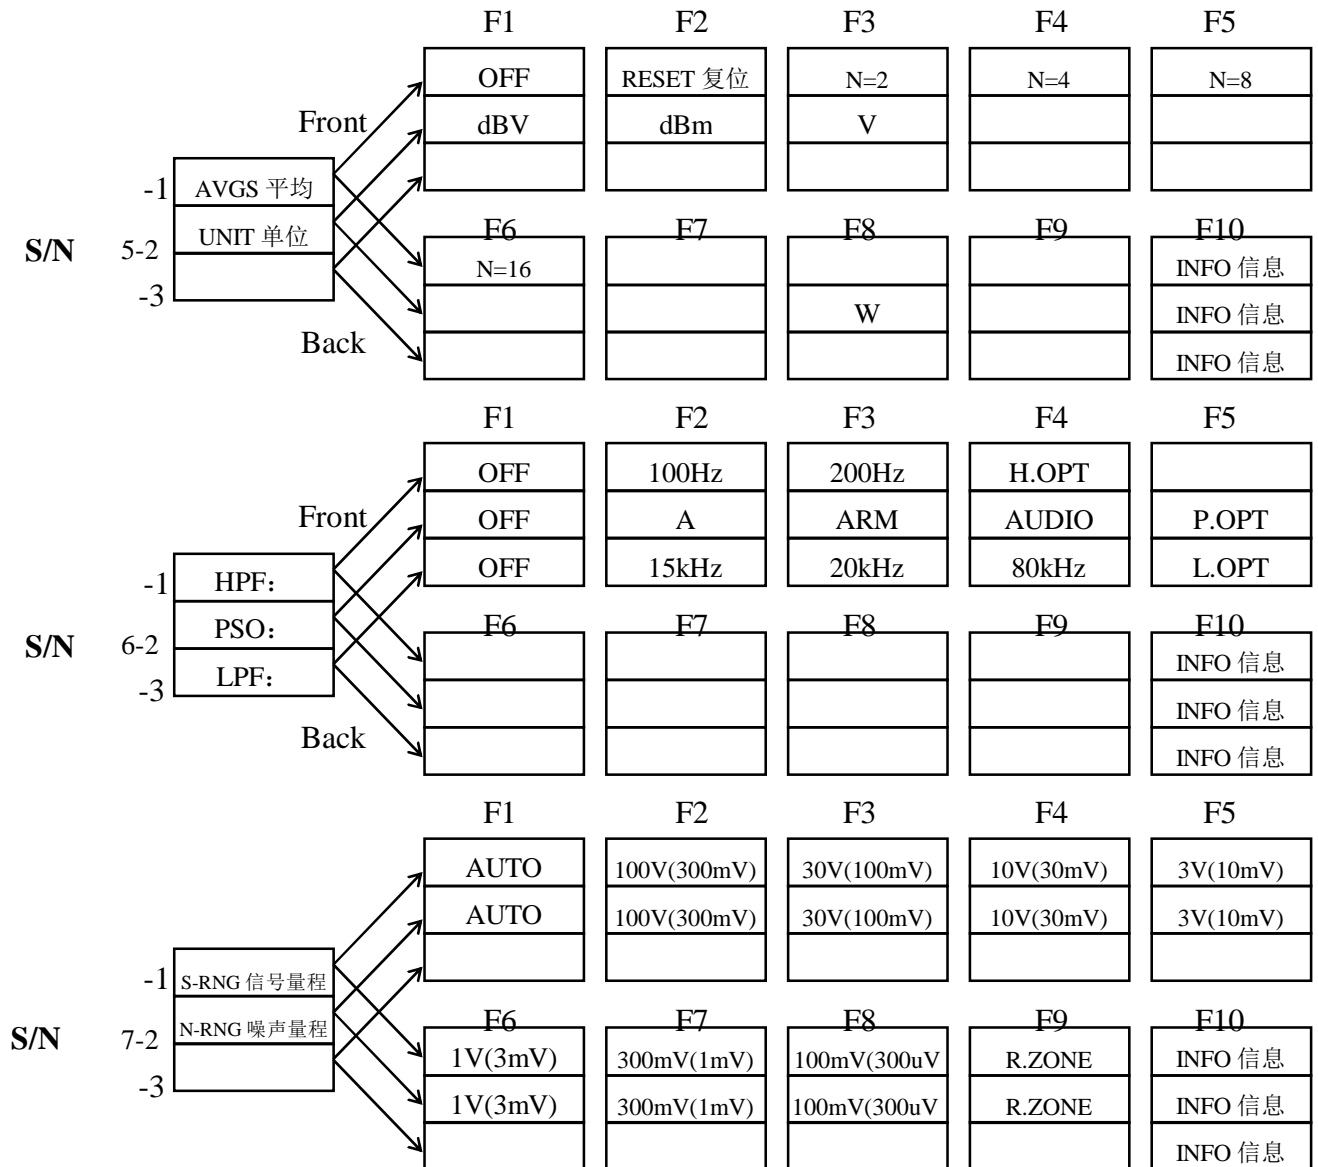 F1 F2 F3 F4 F5
OFF RESET 复位 N=2 N=4 N=8
Front dBV dBm V
-1 AVGS 平均
S/N 5-2 UNIT 单位
-3
F6 F7 F8 F9 F10
N=16 INFO 信息
W INFO 信息
Back INFO 信息
F1 F2 F3 F4 F5
OFF 100Hz 200Hz H.OPT
Front OFF A ARM AUDIO P.OPT
OFF 15kHz 20kHz 80kHz L.OPT
-1 HPF：
S/N 6-2 PSO：
-3 LPF：
F6 F7 F8 F9 F10
INFO 信息
INFO 信息
Back INFO 信息
F1 F2 F3 F4 F5
AUTO 100V(300mV) 30V(100mV) 10V(30mV) 3V(10mV)
AUTO 100V(300mV) 30V(100mV) 10V(30mV) 3V(10mV)
-1 S-RNG 信号量程
S/N 7-2 N-RNG 噪声量程
-3
F6 F7 F8 F9 F10
1V(3mV) 300mV(1mV) 100mV(300uV R.ZONE INFO 信息
1V(3mV) 300mV(1mV) 100mV(300uV R.ZONE INFO 信息
INFO 信息